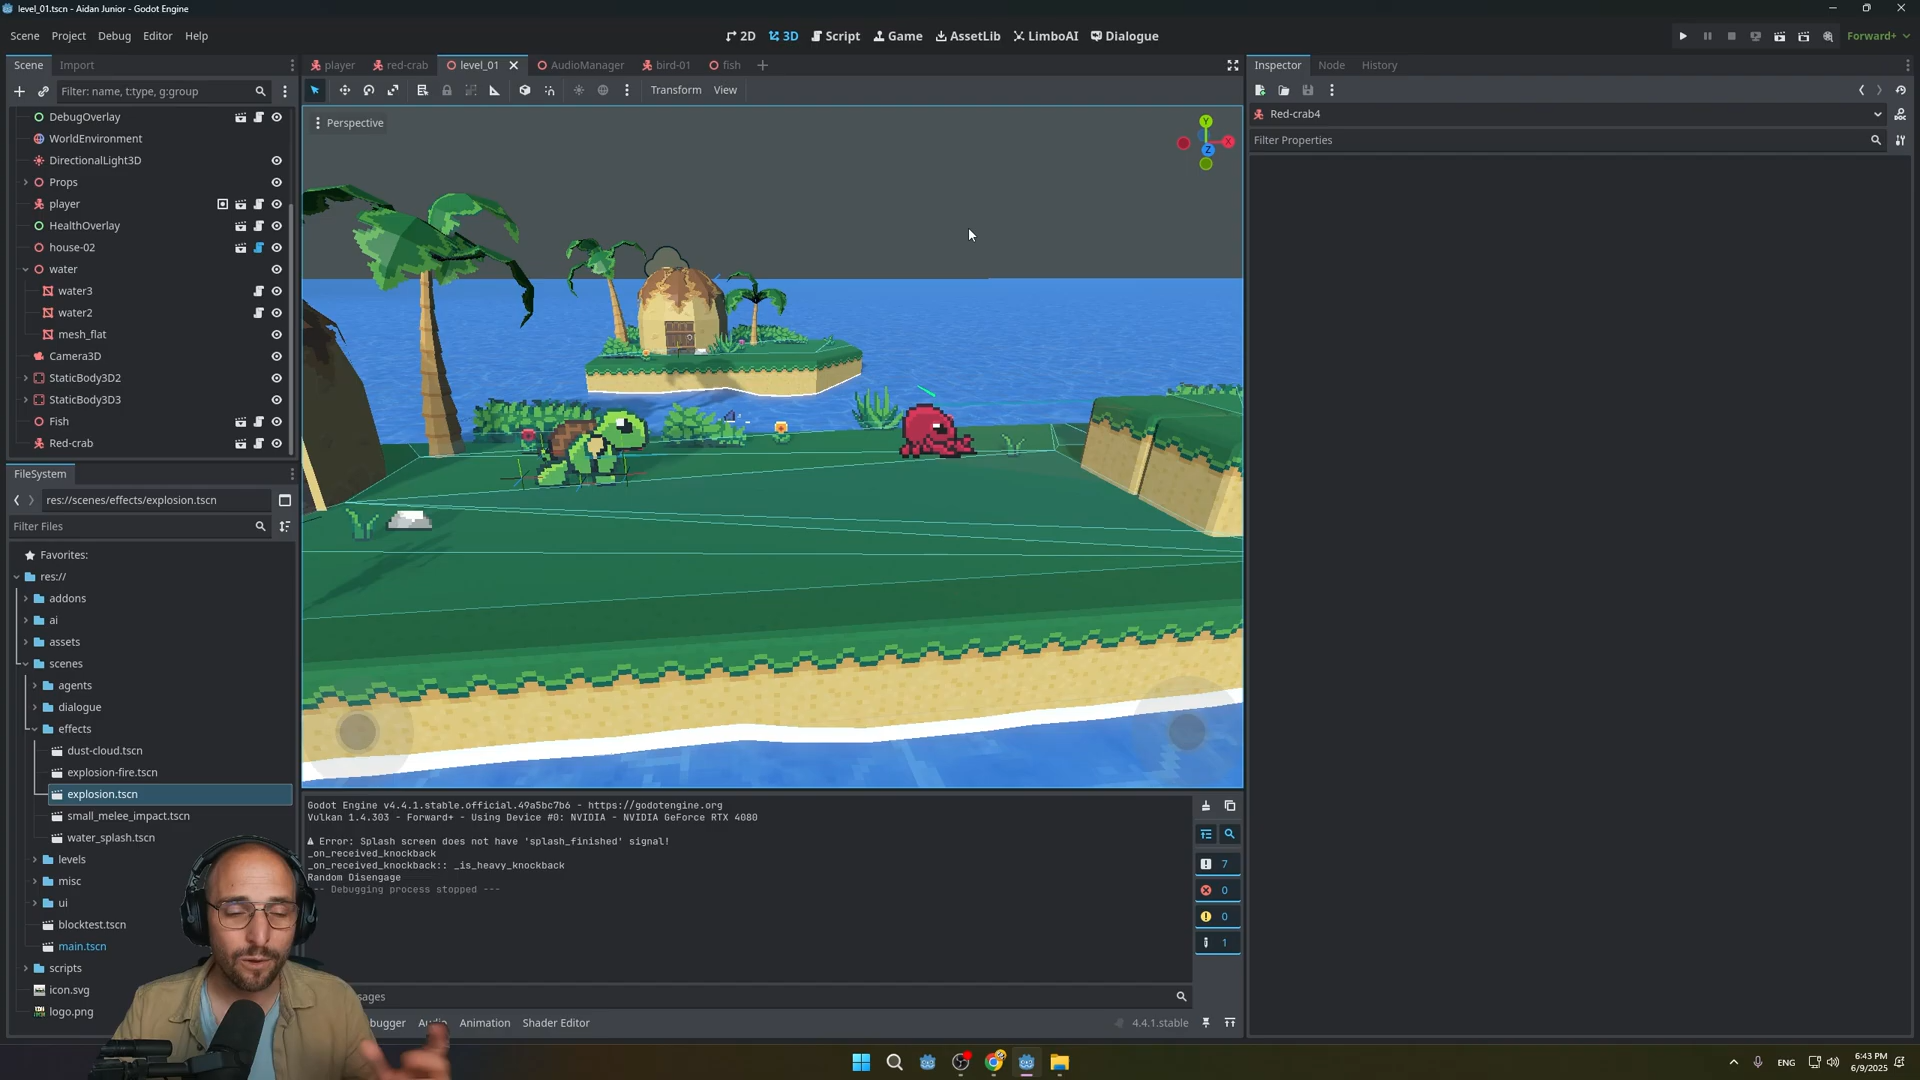 level_01.tscn - Aidan Junior - Godot Engine
Scene Project Debug Editor Help
2D 3D Script Game AssetLib LimboAI Dialogue
Forward+
Scene Import
player red-crab level_01 AudioManager bird-01 fish
Inspector Node History
Filter: name, t:type, g:group
Transform View
Perspective
Y
X
Z
Red-crab4
Filter Properties
DebugOverlay
WorldEnvironment
DirectionalLight3D
Props
player
HealthOverlay
house-02
water
water3
water2
mesh_flat
Camera3D
StaticBody3D2
StaticBody3D3
Fish
Red-crab
FileSystem
res://scenes/effects/explosion.tscn
Filter Files
Favorites:
res://
addons
ai
assets
scenes
agents
dialogue
effects
dust-cloud.tscn
explosion-fire.tscn
explosion.tscn
small_melee_impact.tscn
water_splash.tscn
levels
misc
ui
blocktest.tscn
main.tscn
scripts
icon.svg
logo.png
Godot Engine v4.4.1.stable.official.49a5bc7b6 - https://godotengine.org
Vulkan 1.4.303 - Forward+ - Using Device #0: NVIDIA - NVIDIA GeForce RTX 4080
Error: Splash screen does not have 'splash_finished' signal!
_on_received_knockback
_on_received_knockback:: _is_heavy_knockback
Random Disengage
-- Debugging process stopped ---
7
0
0
1
sages
bugger Audio Animation Shader Editor
4.4.1.stable
ENG
6:43 PM
6/9/2025